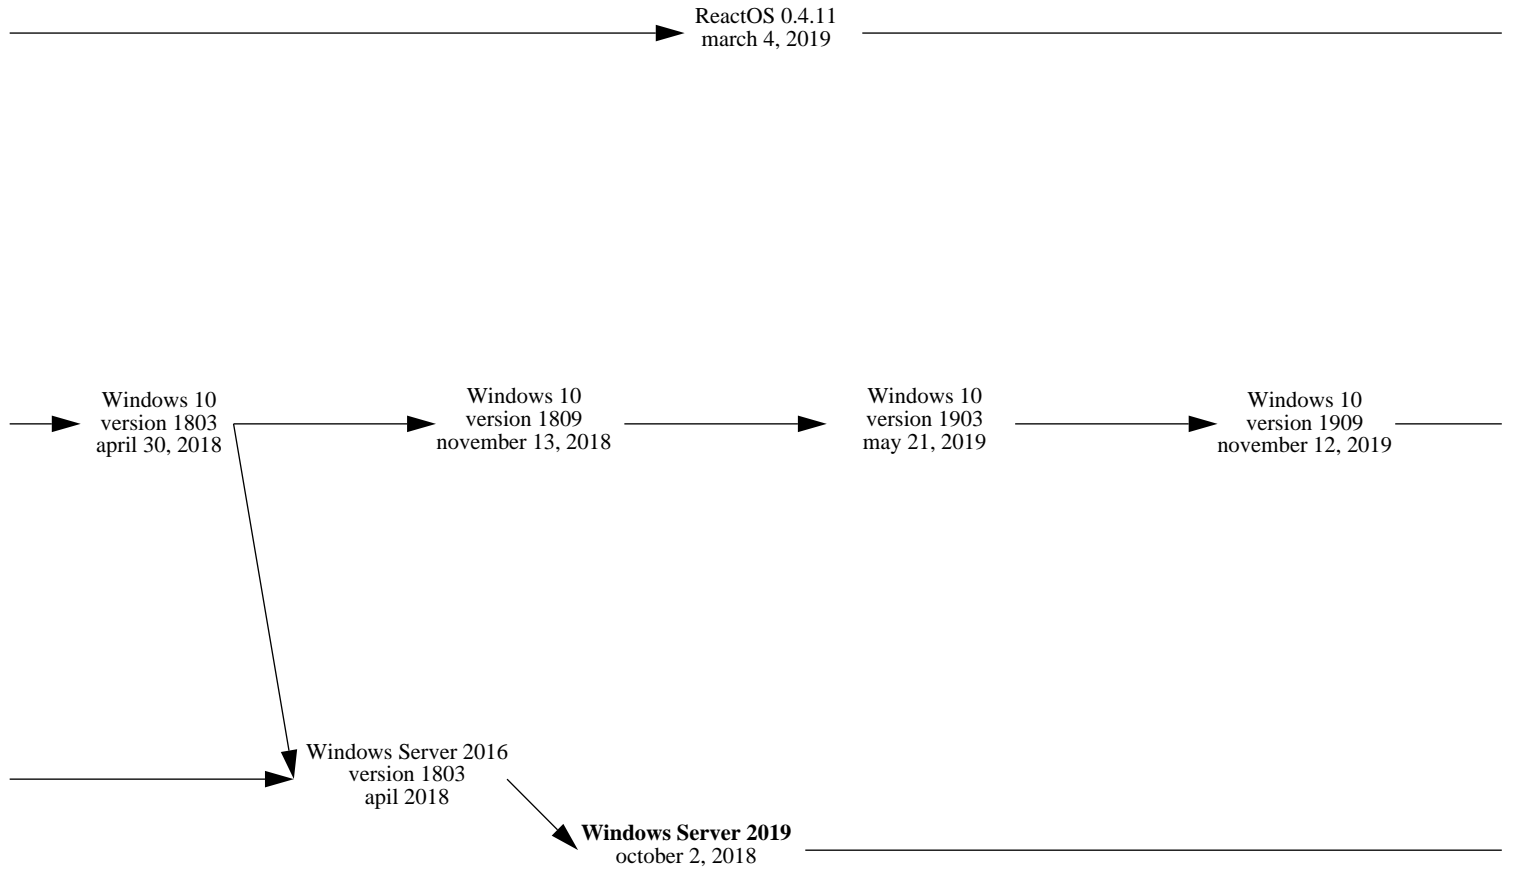 ReactOS 0.4.11
march 4, 2019
Windows 10
version 1803
april 30, 2018
Windows 10
version 1809
november 13, 2018
Windows 10
version 1903
may 21, 2019
Windows 10
version 1909
november 12, 2019
Windows Server 2016
version 1803
apil 2018
Windows Server 2019
october 2, 2018